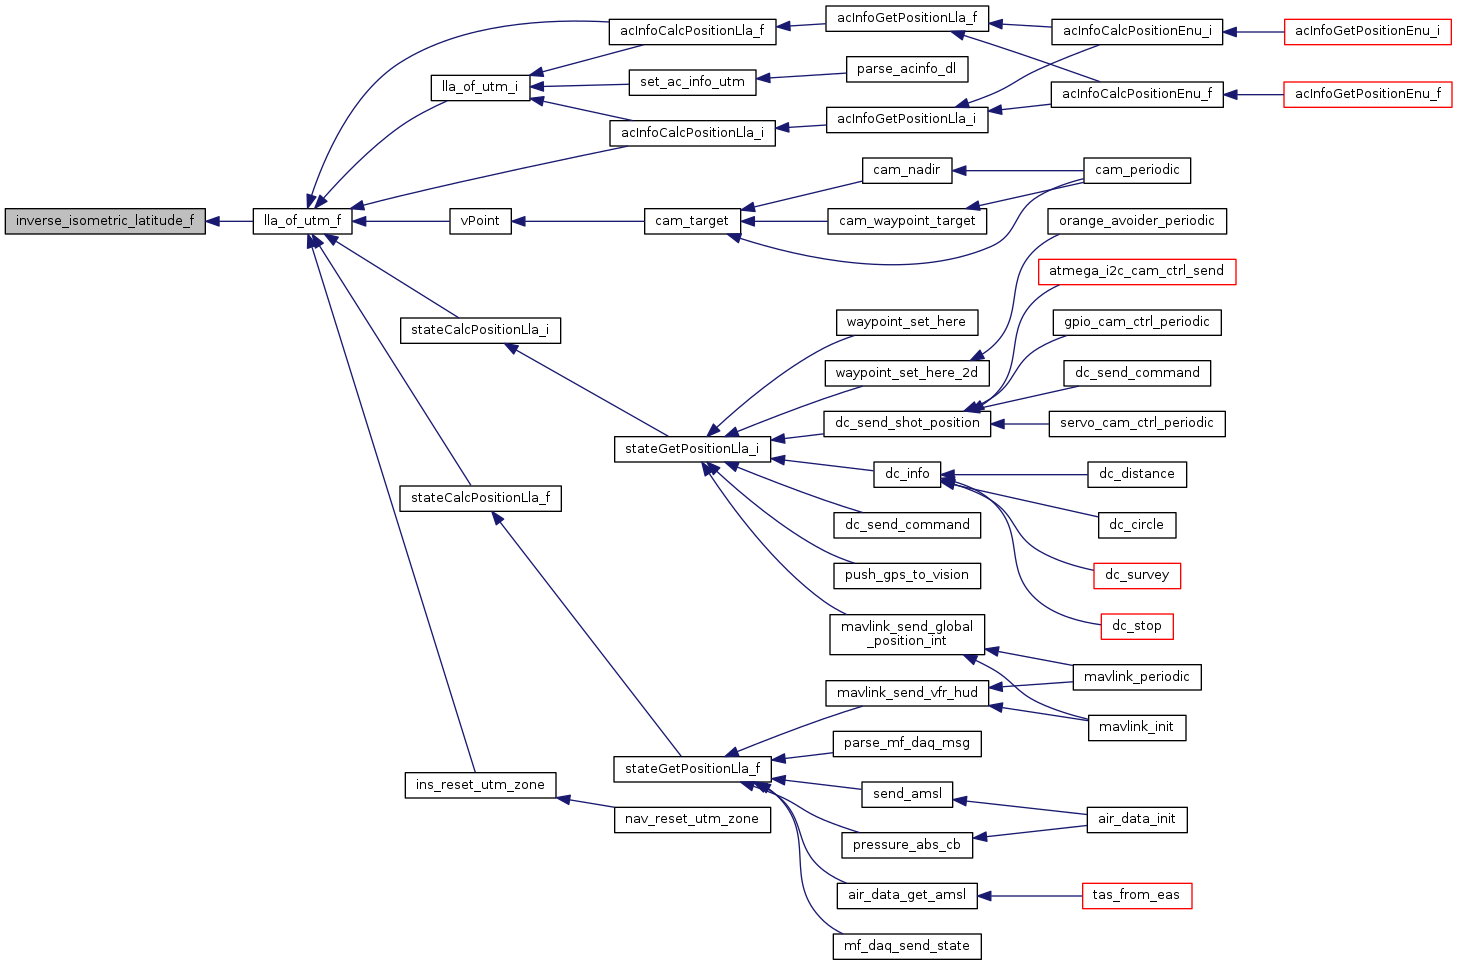 inverse_isometric_latitude_f
lla_of_utm_f
lla_of_utm_i
vPoint
stateCalcPositionLla_i
stateCalcPositionLla_f
ins_reset_utm_zone
acInfoCalcPositionLla_f
set_ac_info_utm
acInfoCalcPositionLla_i
cam_target
stateGetPositionLla_i
stateGetPositionLla_f
nav_reset_utm_zone
acInfoGetPositionLla_f
parse_acinfo_dl
acInfoGetPositionLla_i
cam_nadir
cam_waypoint_target
waypoint_set_here
waypoint_set_here_2d
dc_send_shot_position
dc_info
dc_send_command
push_gps_to_vision
mavlink_send_global
_position_int
mavlink_send_vfr_hud
parse_mf_daq_msg
send_amsl
pressure_abs_cb
air_data_get_amsl
mf_daq_send_state
acInfoCalcPositionEnu_i
acInfoCalcPositionEnu_f
cam_periodic
orange_avoider_periodic
atmega_i2c_cam_ctrl_send
gpio_cam_ctrl_periodic
dc_send_command
servo_cam_ctrl_periodic
dc_distance
dc_circle
dc_survey
dc_stop
mavlink_periodic
mavlink_init
air_data_init
tas_from_eas
acInfoGetPositionEnu_i
acInfoGetPositionEnu_f